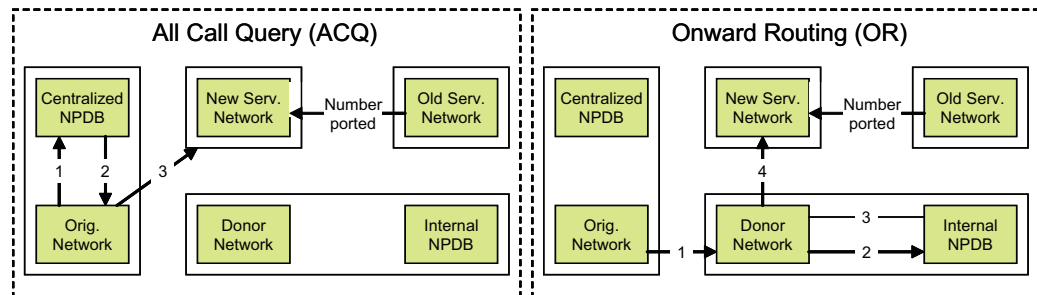 All Call Query (ACQ)
Centralized
NPDB
New Serv.
Network
Number
ported
Old Serv.
Network
1
2
3
Orig.
Network
Donor
Network
Internal
NPDB
Onward Routing (OR)
Centralized
NPDB
New Serv.
Network
Number
ported
Old Serv.
Network
4
Orig.
Network
1
Donor
Network
3
2
Internal
NPDB